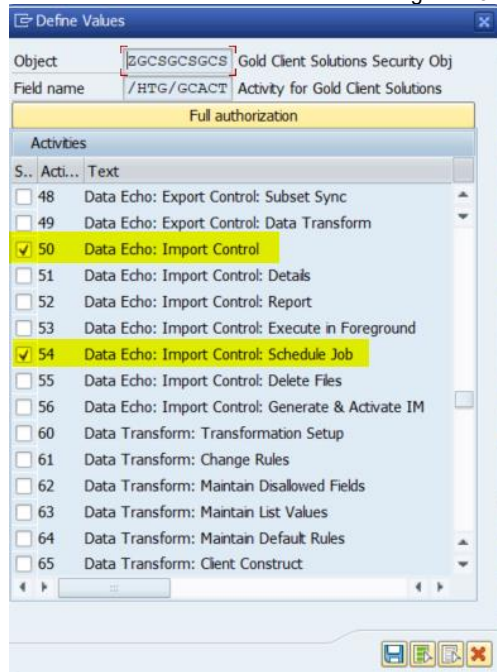 Define Values
Object ZGCSGCSGCS Gold Client Solutions Security Obj
Field name /HTG/GCACT Activity for Gold Client Solutions
Full authorization
Activities
S.. Acti... Text
48 Data Echo: Export Control: Subset Sync
49 Data Echo: Export Control: Data Transform
50 Data Echo: Import Control
51 Data Echo: Import Control: Details
52 Data Echo: Import Control: Report
53 Data Echo: Import Control: Execute in Foreground
54 Data Echo: Import Control: Schedule Job
55 Data Echo: Import Control: Delete Files
56 Data Echo: Import Control: Generate & Activate IM
60 Data Transform: Transformation Setup
61 Data Transform: Change Rules
62 Data Transform: Maintain Disallowed Fields
63 Data Transform: Maintain List Values
64 Data Transform: Maintain Default Rules
65 Data Transform: Client Construct